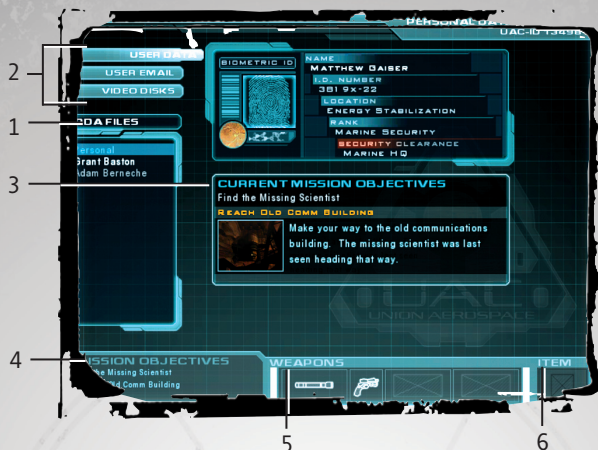 PERSONAL DA
UAC-ID 13498
2
USER DATA
USER EMAIL
VIDEO DISKS
BIOMETRIC ID
NAME
MATTHEW GAISER
I.D. NUMBER
3819X-22
LOCATION
ENERGY STABILIZATION
RANK
MARINE SECURITY
SECURITY CLEARANCE
MARINE HQ
1
PDA FILES
Personal
Grant Baston
Adam Berneche
3
CURRENT MISSION OBJECTIVES
Find the Missing Scientist
REACH OLD COMM BUILDING
Make your way to the old communications
building. The missing scientist was last
seen heading that way.
UAC
UNION AEROSPACE
4
MISSION OBJECTIVES
the Missing Scientist
Old Comm Building
WEAPONS
ITEM
5
6